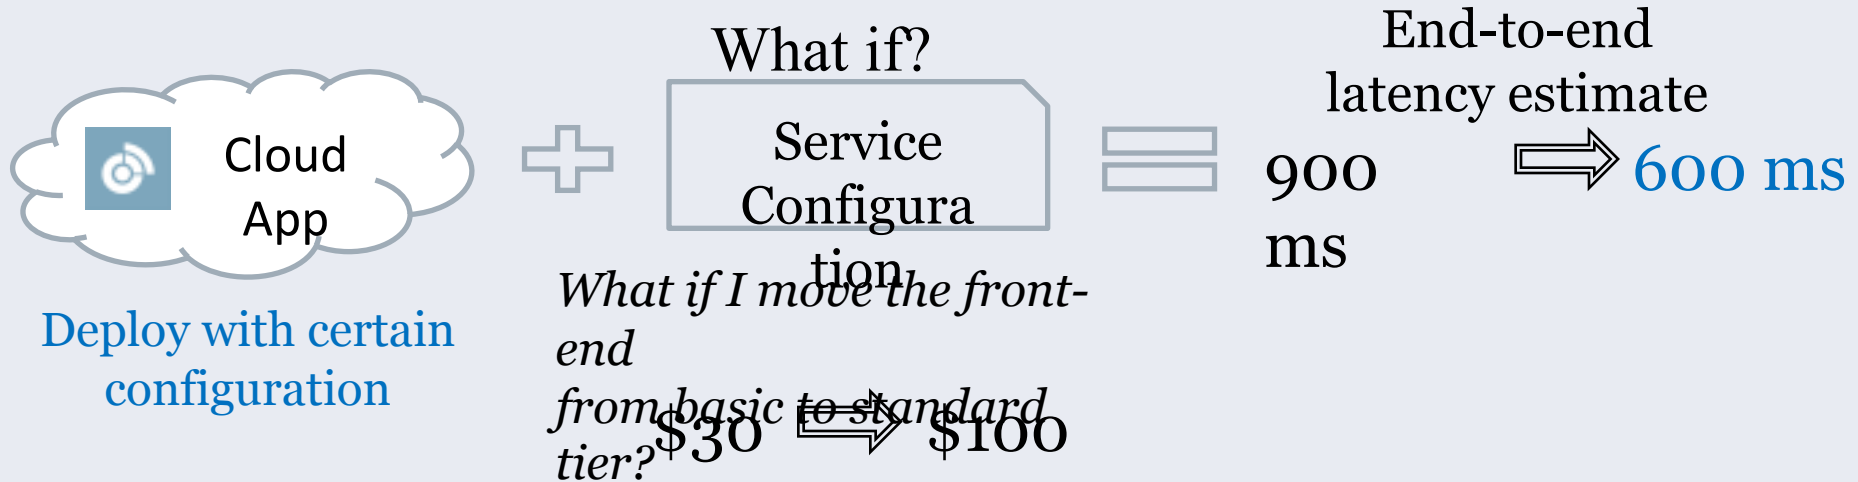 Cloud
App
Deploy with certain
configuration
What if?
Service
Configura
tion
What if I move the front-
end
from basic to standard
tier?
$30
$100
End-to-end
latency estimate
900
ms
600 ms